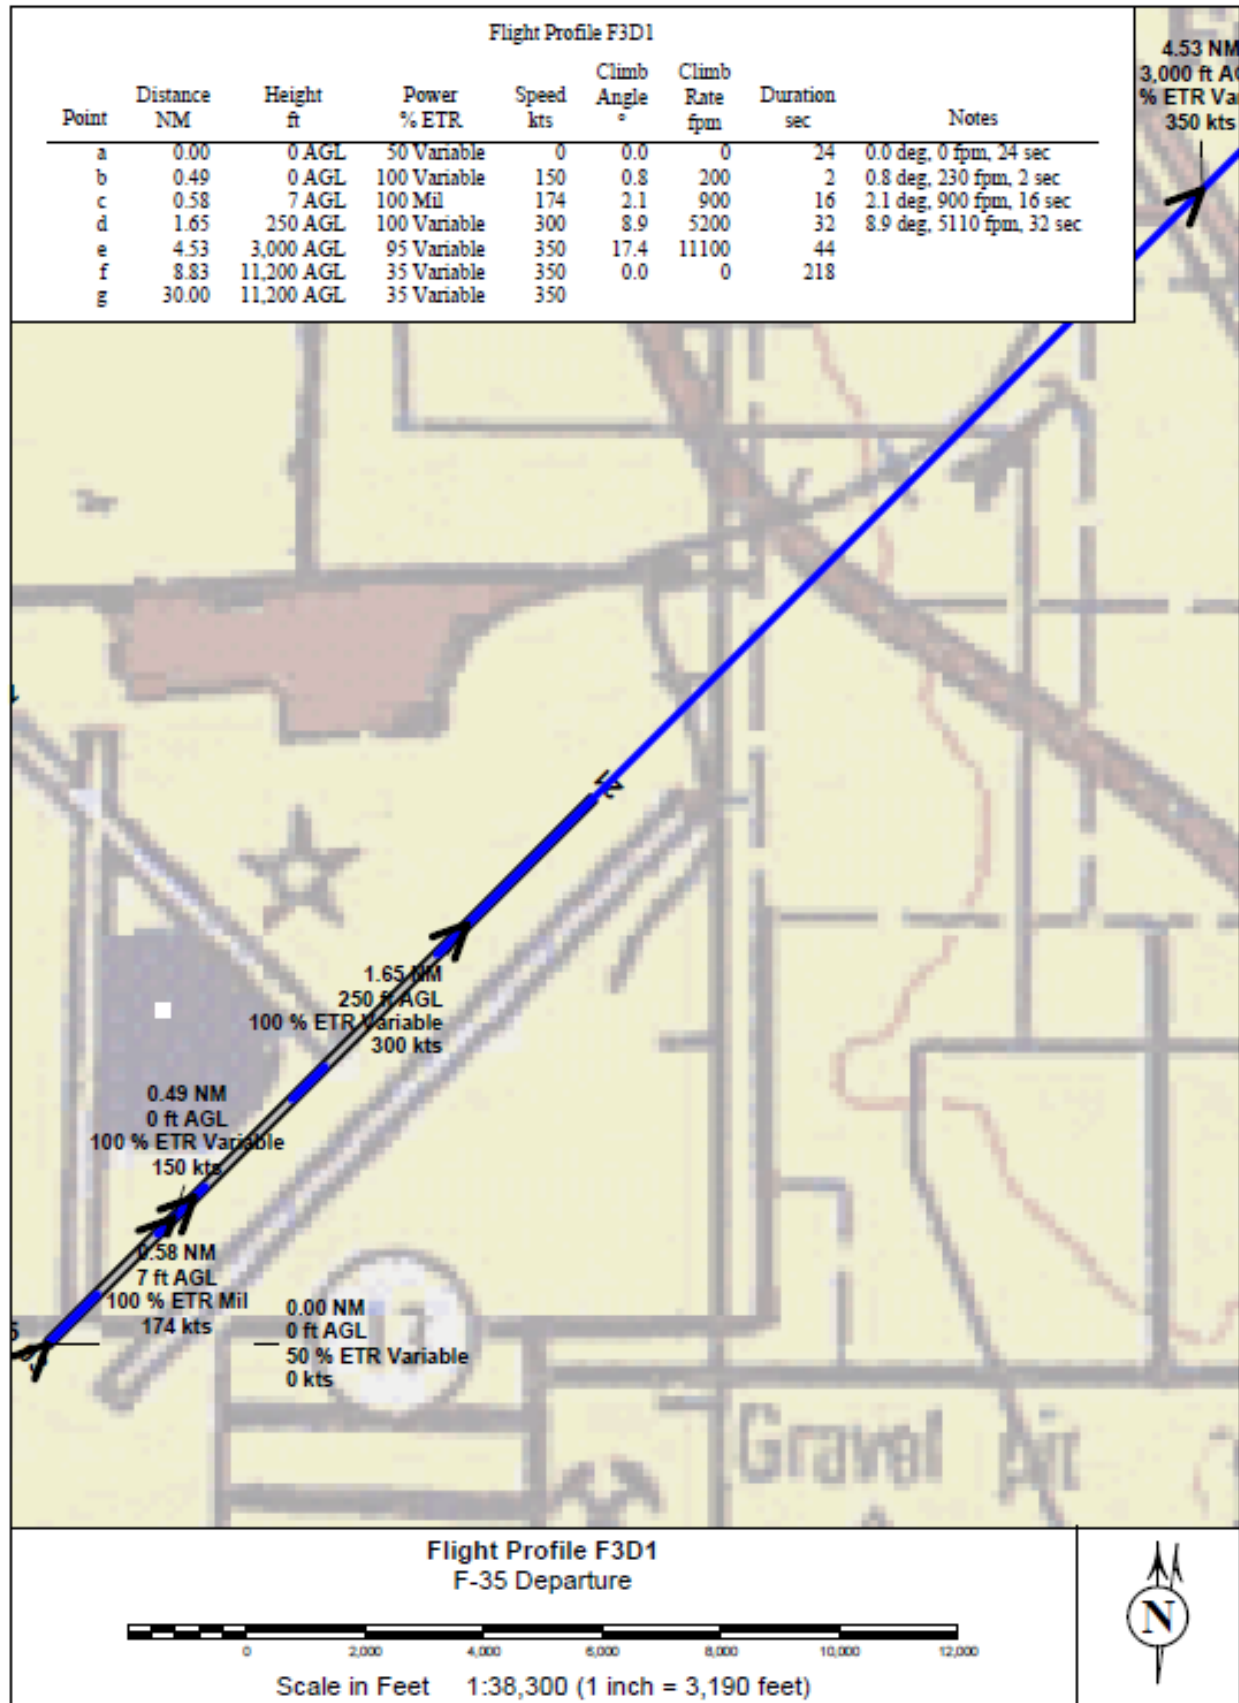 Flight Profile F3D1
Point Distance NM Height ft Power % ETR Speed kts Climb Angle ° Climb Rate fpm Duration sec Notes
a 0.00 0 AGL 50 Variable 0 0.0 0 24 0.0 deg, 0 fpm, 24 sec
b 0.49 0 AGL 100 Variable 150 0.8 200 2 0.8 deg, 230 fpm, 2 sec
c 0.58 7 AGL 100 Mil 174 2.1 900 16 2.1 deg, 900 fpm, 16 sec
d 1.65 250 AGL 100 Variable 300 8.9 5200 32 8.9 deg, 5110 fpm, 32 sec
e 4.53 3,000 AGL 95 Variable 350 17.4 11100 44
f 8.83 11,200 AGL 35 Variable 350 0.0 0 218
g 30.00 11,200 AGL 35 Variable 350
4.53 NM
3,000 ft AG
% ETR Var
350 kts
1.65 NM
250 ft AGL
100 % ETR Variable
300 kts
0.49 NM
0 ft AGL
100 % ETR Variable
150 kts
0.58 NM
7 ft AGL
100 % ETR Mil
174 kts
0.00 NM
0 ft AGL
50 % ETR Variable
0 kts
Gravel pit
Flight Profile F3D1
F-35 Departure
N
0 2,000 4,000 6,000 8,000 10,000 12,000
Scale in Feet 1:38,300 (1 inch = 3,190 feet)